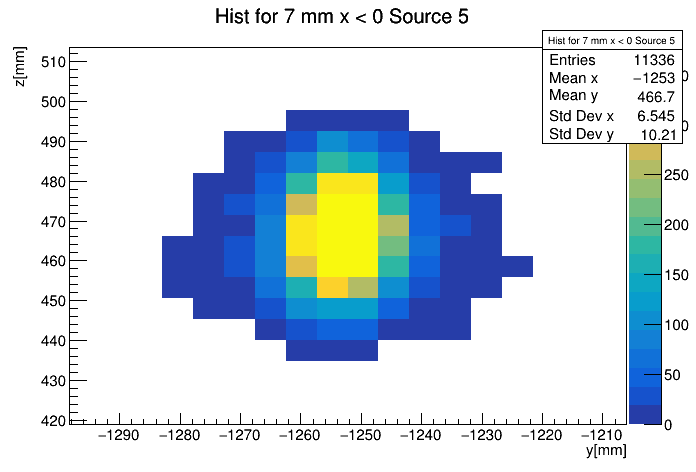 Hist for 7 mm x < 0 Source 5
z[mm]
Hist for 7 mm x < 0 Source 5
Entries 11336
Mean x −1253
Mean y 466.7
Std Dev x 6.545
Std Dev y 10.21
510
500
490
480
470
460
450
440
430
420
250
200
150
100
50
0
−1290 −1280 −1270 −1260 −1250 −1240 −1230 −1220 −1210
y[mm]